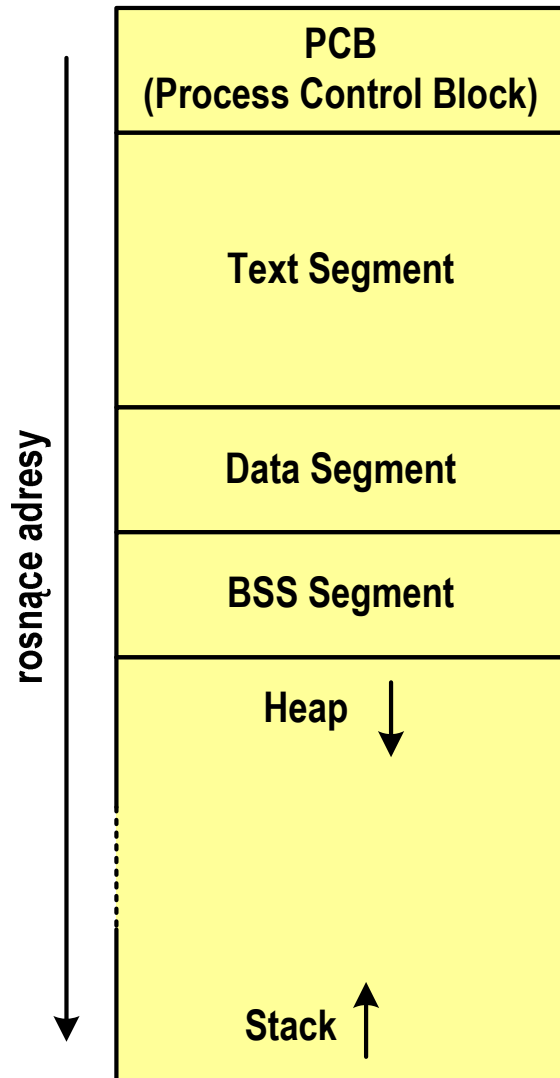 PCB
(Process Control Block)
Text Segment
Data Segment
BSS Segment
Heap
Stack
rosnące adresy